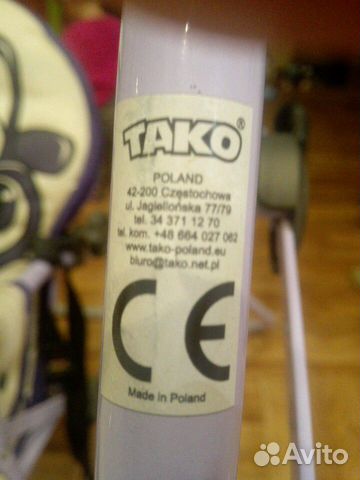 TAKO®
POLAND
42-200 Częstochowa
ul. Jagiellońska 77/79
tel. 34 371 12 70
tel. kom. +48 664 027 062
www.tako-poland.eu
biuro@tako.net.pl
CE
Made in Poland
Avito